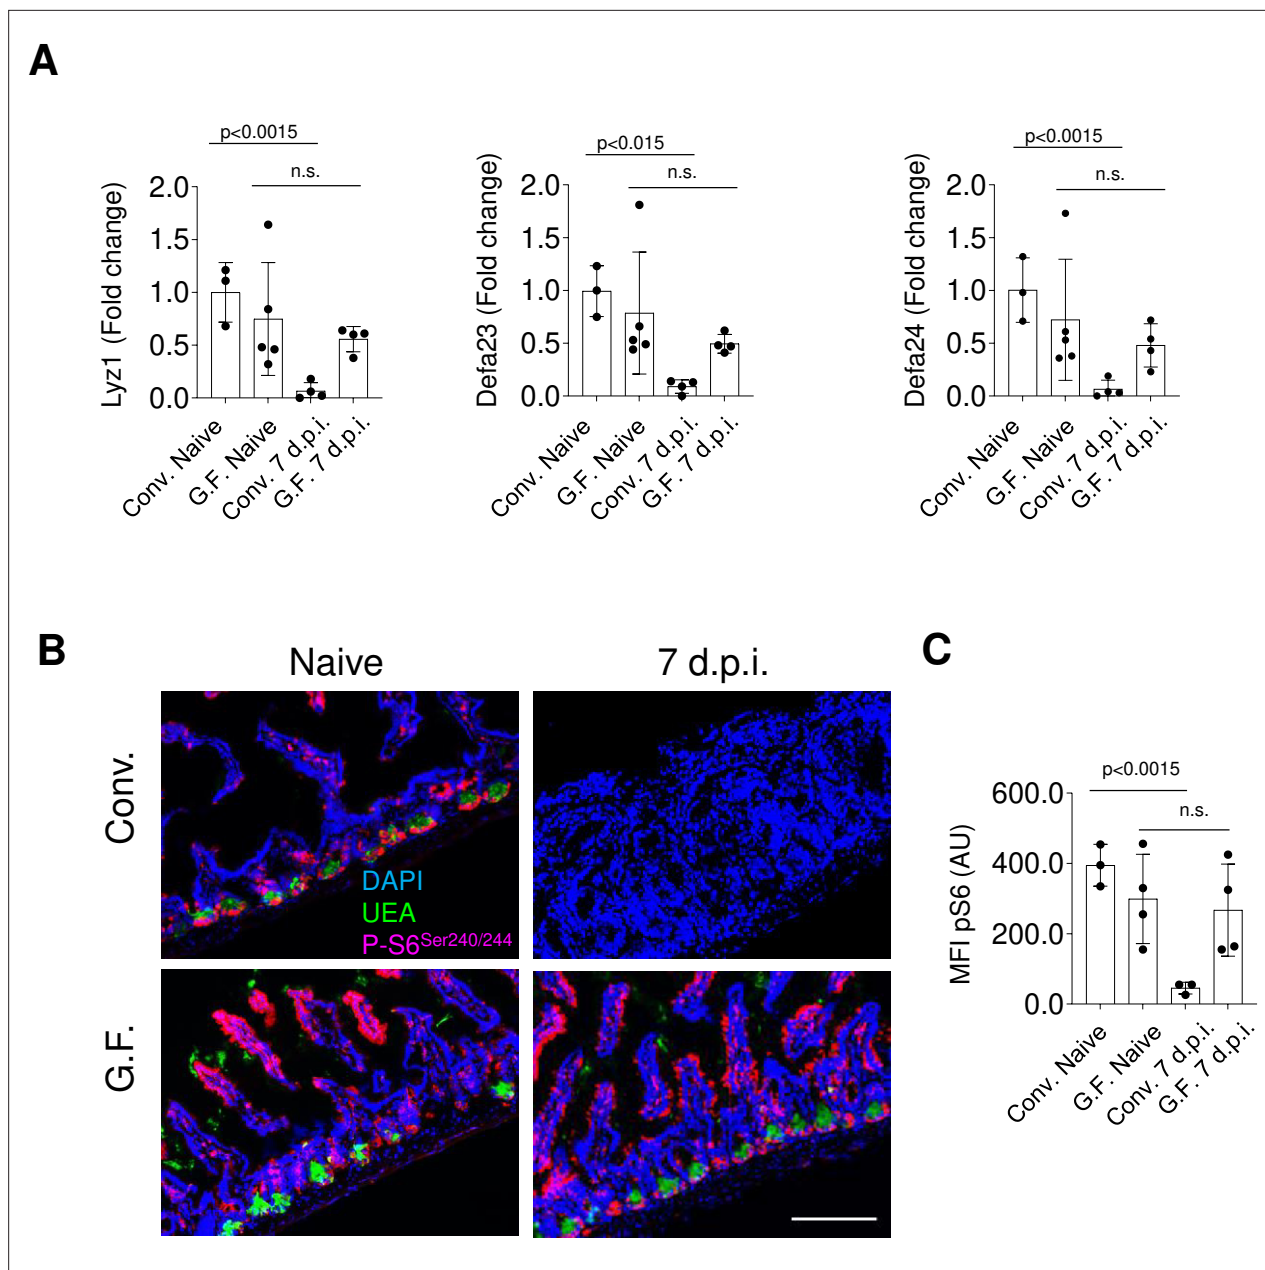 A
p<0.0015
n.s.
Lyz1 (Fold change)
2.0
1.5
1.0
0.5
0.0
Conv. Naive
G.F. Naive
Conv. 7 d.p.i.
G.F. 7 d.p.i.
p<0.015
n.s.
Defa23 (Fold change)
2.0
1.5
1.0
0.5
0.0
Conv. Naive
G.F. Naive
Conv. 7 d.p.i.
G.F. 7 d.p.i.
p<0.0015
n.s.
Defa24 (Fold change)
2.0
1.5
1.0
0.5
0.0
Conv. Naive
G.F. Naive
Conv. 7 d.p.i.
G.F. 7 d.p.i.
B
Naive
7 d.p.i.
Conv.
G.F.
DAPI
UEA
P-S6Ser240/244
C
p<0.0015
n.s.
MFI pS6 (AU)
600.0
400.0
200.0
0.0
Conv. Naive
G.F. Naive
Conv. 7 d.p.i.
G.F. 7 d.p.i.